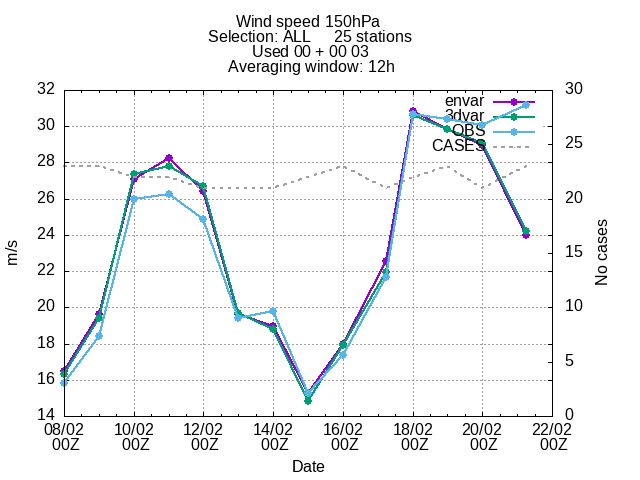 Wind speed 150hPa
Selection: ALL 25 stations
Used 00 + 00 03
Averaging window: 12h
32 30
30 25
28
26 20
24 15
22
20 10
18 5
16
14 0
m/s
No cases
envar
3dvar
OBS
CASES
08/02 10/02 12/02 14/02 16/02 18/02 20/02 22/02
00Z 00Z 00Z 00Z 00Z 00Z 00Z 00Z
Date